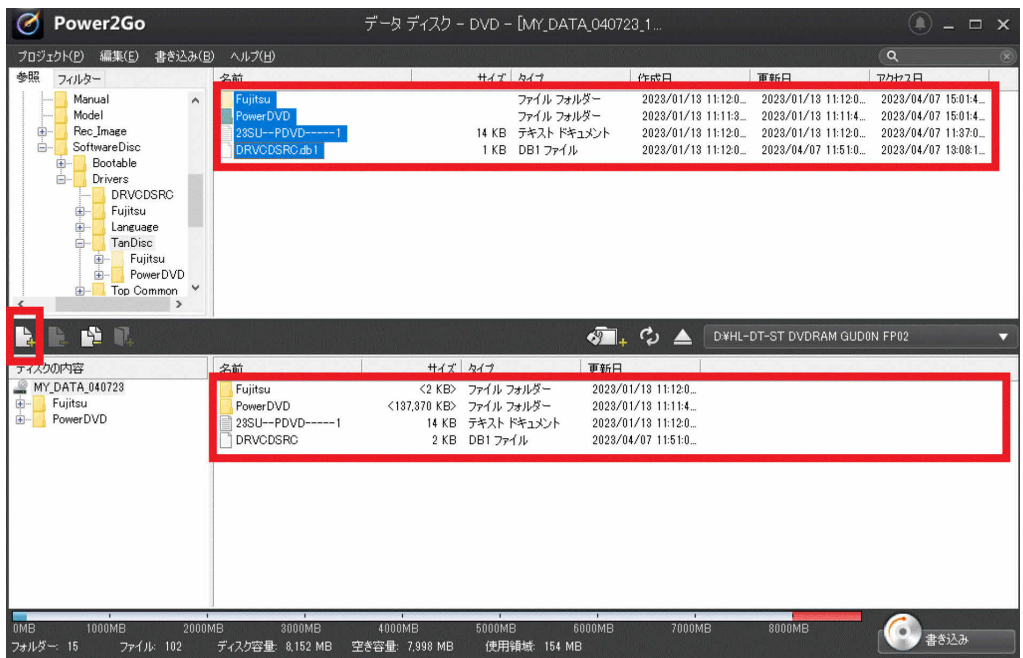 Power2Go データ ディスク - DVD - [MY_DATA_040723_1...
プロジェクト(P) 編集(E) 書き込み(B) ヘルプ(H)
参照 フィルター 名前 サイズ タイプ 作成日 更新日 アクセス日
Manual
Model
Rec_Image
SoftwareDisc
Bootable
Drivers
DRVCDSRC
Fujitsu
Language
TanDisc
Fujitsu
PowerDVD
Top Common
Fujitsu ファイル フォルダー 2023/01/13 11:12:0... 2023/01/13 11:12:0... 2023/04/07 15:01:4...
PowerDVD ファイル フォルダー 2023/01/13 11:11:3... 2023/01/13 11:11:4... 2023/04/07 15:01:4...
23SU--PDVD-----1 14 KB テキスト ドキュメント 2023/01/13 11:12:0... 2023/01/13 11:12:0... 2023/04/07 11:37:0...
DRVCDSRC.db1 1 KB DB1 ファイル 2023/01/13 11:12:0... 2023/04/07 11:51:0... 2023/04/07 13:08:1...
D:¥HL-DT-ST DVDRAM GUD0N FP02
ディスクの内容 名前 サイズ タイプ 更新日
MY_DATA_040723
Fujitsu
PowerDVD
Fujitsu <2 KB> ファイル フォルダー 2023/01/13 11:12:0...
PowerDVD <137,370 KB> ファイル フォルダー 2023/01/13 11:11:4...
23SU--PDVD-----1 14 KB テキスト ドキュメント 2023/01/13 11:12:0...
DRVCDSRC 2 KB DB1 ファイル 2023/04/07 11:51:0...
0MB 1000MB 2000MB 3000MB 4000MB 5000MB 6000MB 7000MB 8000MB
フォルダー: 15 ファイル: 102 ディスク容量: 8,152 MB 空き容量: 7,998 MB 使用領域: 154 MB
書き込み